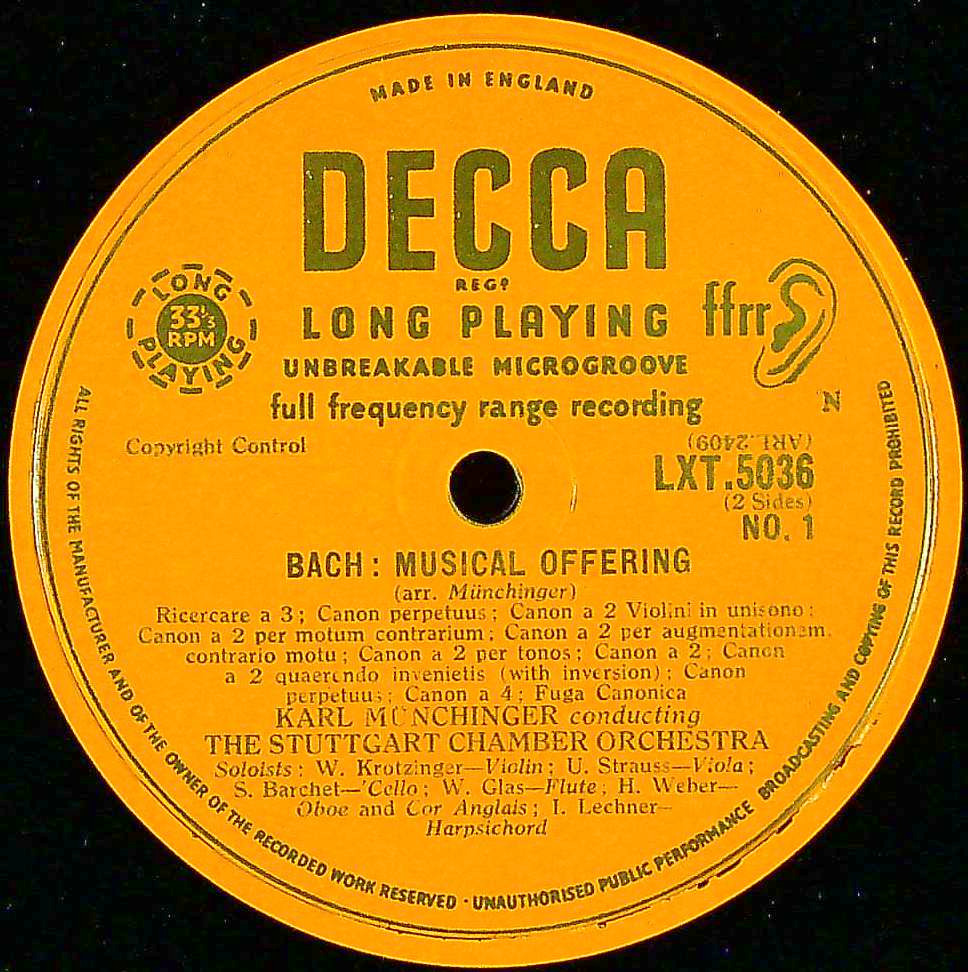 MADE IN ENGLAND
DECCA
REGD
LONG PLAYING
33⅓
RPM
LONG PLAYING
ffrr
UNBREAKABLE MICROGROOVE
full frequency range recording
N
Copyright Control
(ARL.2409)
LXT.5036
(2 Sides)
NO. 1
BACH: MUSICAL OFFERING
(arr. Münchinger)
Ricercare a 3; Canon perpetuus; Canon a 2 Violini in unisono;
Canon a 2 per motum contrarium; Canon a 2 per augmentationem.
contrario motu; Canon a 2 per tonos; Canon a 2; Canon
a 2 quaerendo invenietis (with inversion); Canon
perpetuus; Canon a 4; Fuga Canonica
KARL MÜNCHINGER conducting
THE STUTTGART CHAMBER ORCHESTRA
Soloists: W. Krotzinger—Violin; U. Strauss—Viola;
S. Barchet—'Cello; W. Glas—Flute; H. Weber—
Oboe and Cor Anglais; I. Lechner—
Harpsichord
ALL RIGHTS OF THE MANUFACTURER AND OF THE OWNER OF THE RECORDED WORK RESERVED · UNAUTHORISED PUBLIC PERFORMANCE BROADCASTING AND COPYING OF THIS RECORD PROHIBITED